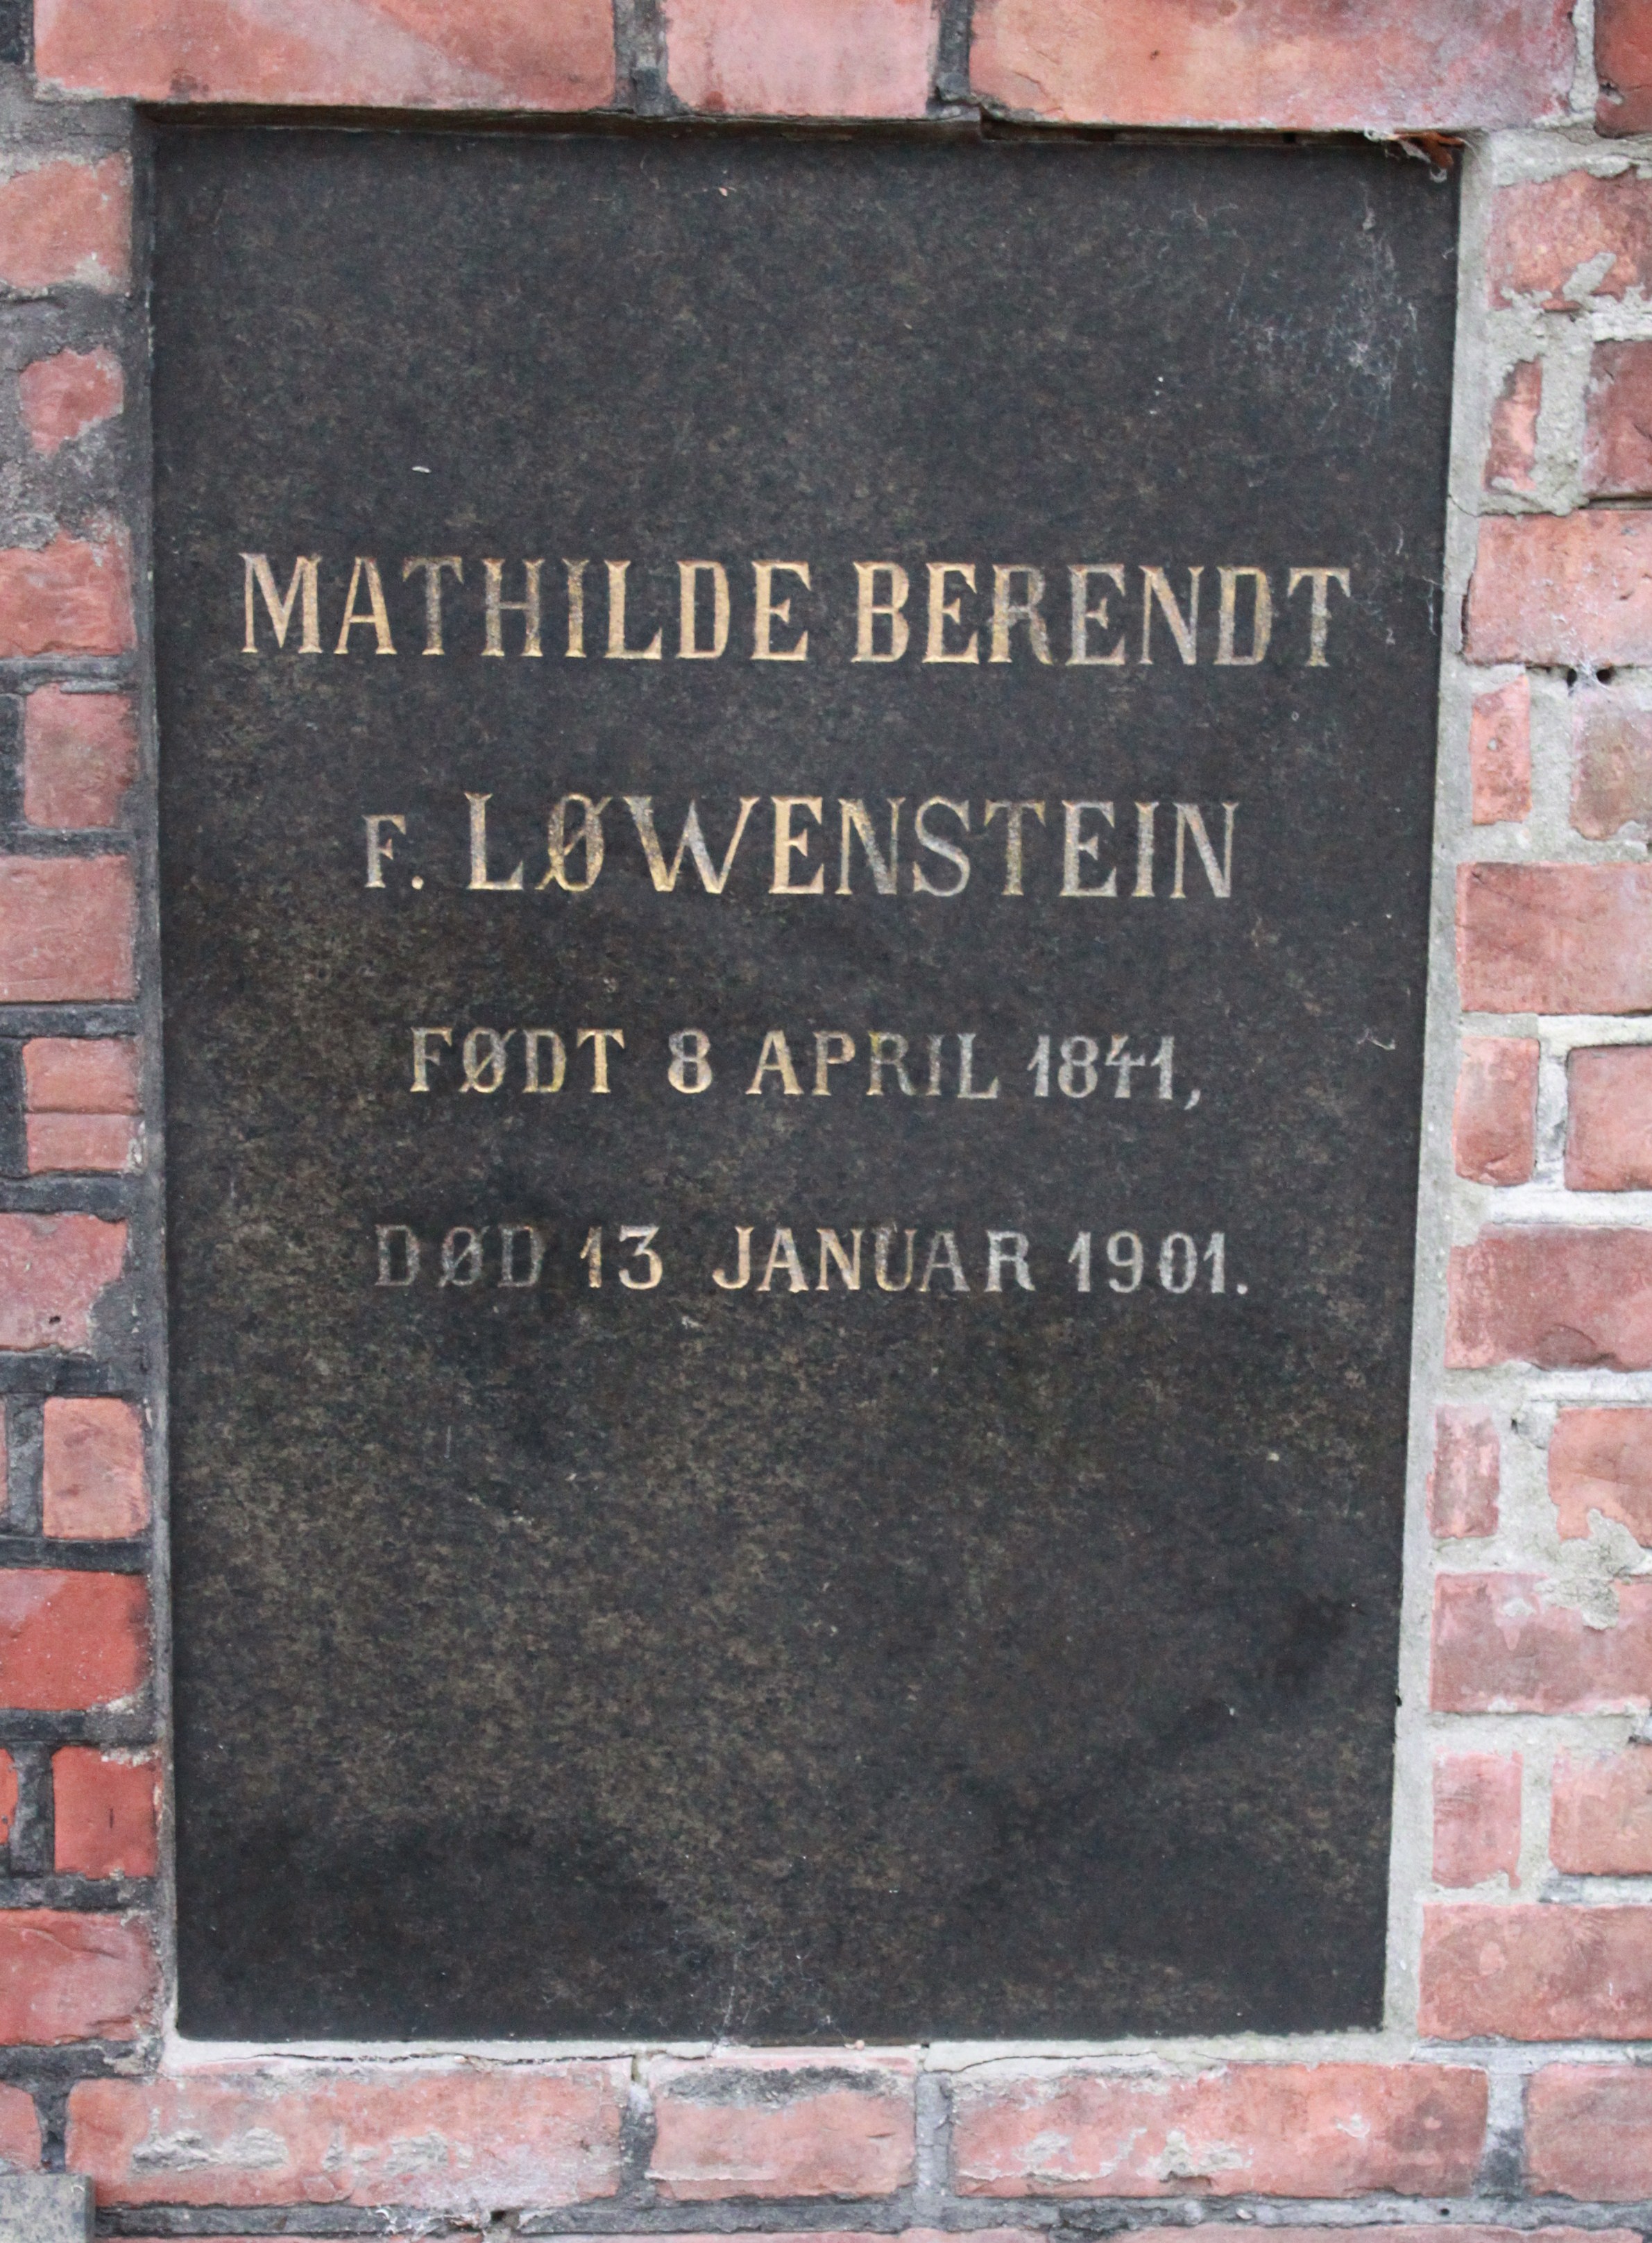 MATHILDE BERENDT
F. LØWENSTEIN
FØDT 8 APRIL 1841,
DØD 13 JANUAR 1901.